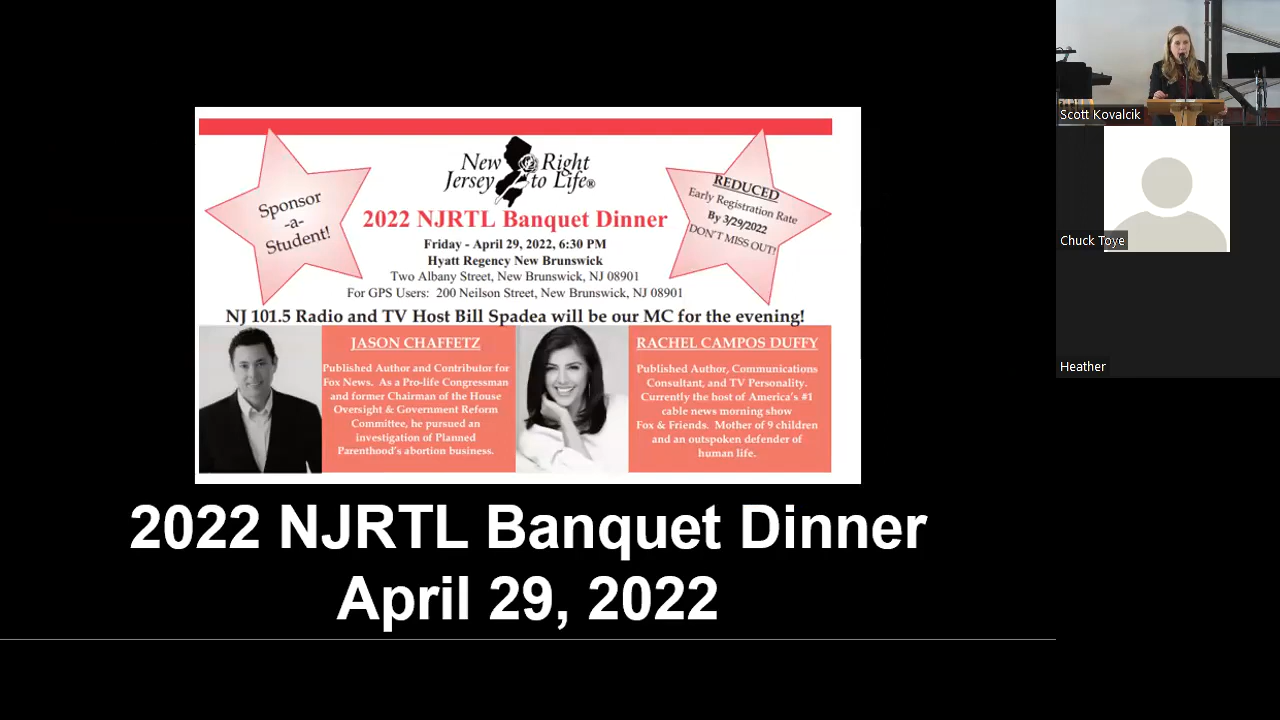 Sponsor
-a-
Student!
New Right
Jersey to Life®
REDUCED
Early Registration Rate
By 3/29/2022
DON'T MISS OUT!
2022 NJRTL Banquet Dinner
Friday - April 29, 2022, 6:30 PM
Hyatt Regency New Brunswick
Two Albany Street, New Brunswick, NJ 08901
For GPS Users: 200 Neilson Street, New Brunswick, NJ 08901
NJ 101.5 Radio and TV Host Bill Spadea will be our MC for the evening!
JASON CHAFFETZ
Published Author and Contributor for
Fox News. As a Pro-life Congressman
and former Chairman of the House
Oversight & Government Reform
Committee, he pursued an
investigation of Planned
Parenthood's abortion business.
RACHEL CAMPOS DUFFY
Published Author, Communications
Consultant, and TV Personality.
Currently the host of America's #1
cable news morning show
Fox & Friends. Mother of 9 children
and an outspoken defender of
human life.
2022 NJRTL Banquet Dinner
April 29, 2022
Scott Kovalcik
Chuck Toye
Heather